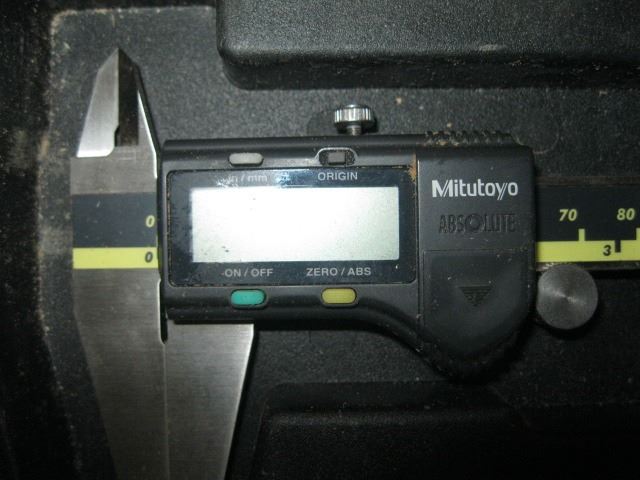 in / mm
ORIGIN
Mitutoyo
ABSOLUTE
0
70
80
0
3
ON / OFF
ZERO / ABS